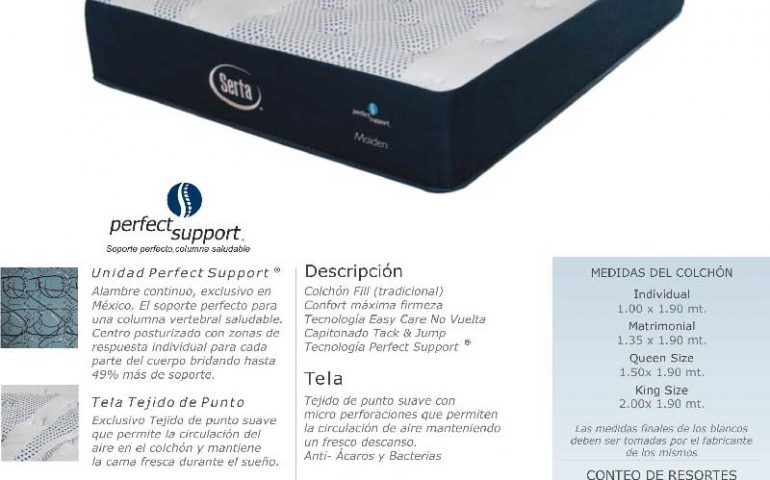 Serta
perfect support
Maiden
perfect support™
Soporte perfecto, columna saludable
Unidad Perfect Support ®
Alambre continuo, exclusivo en
México. El soporte perfecto para
una columna vertebral saludable.
Centro posturizado con zonas de
respuesta individual para cada
parte del cuerpo bridando hasta
49% más de soporte.
Tela Tejido de Punto
Exclusivo Tejido de punto suave
que permite la circulación del
aire en el colchón y mantiene
la cama fresca durante el sueño.
Descripción
Colchón Fill (tradicional)
Confort máxima firmeza
Tecnología Easy Care No Vuelta
Capitonado Tack & Jump
Tecnología Perfect Support ®
Tela
Tejido de punto suave con
micro perforaciones que permiten
la circulación de aire manteniendo
un fresco descanso.
Anti- Ácaros y Bacterias
MEDIDAS DEL COLCHÓN
Individual
1.00 x 1.90 mt.
Matrimonial
1.35 x 1.90 mt.
Queen Size
1.50x 1.90 mt.
King Size
2.00x 1.90 mt.
Las medidas finales de los blancos
deben ser tomadas por el fabricante
de los mismos
CONTEO DE RESORTES